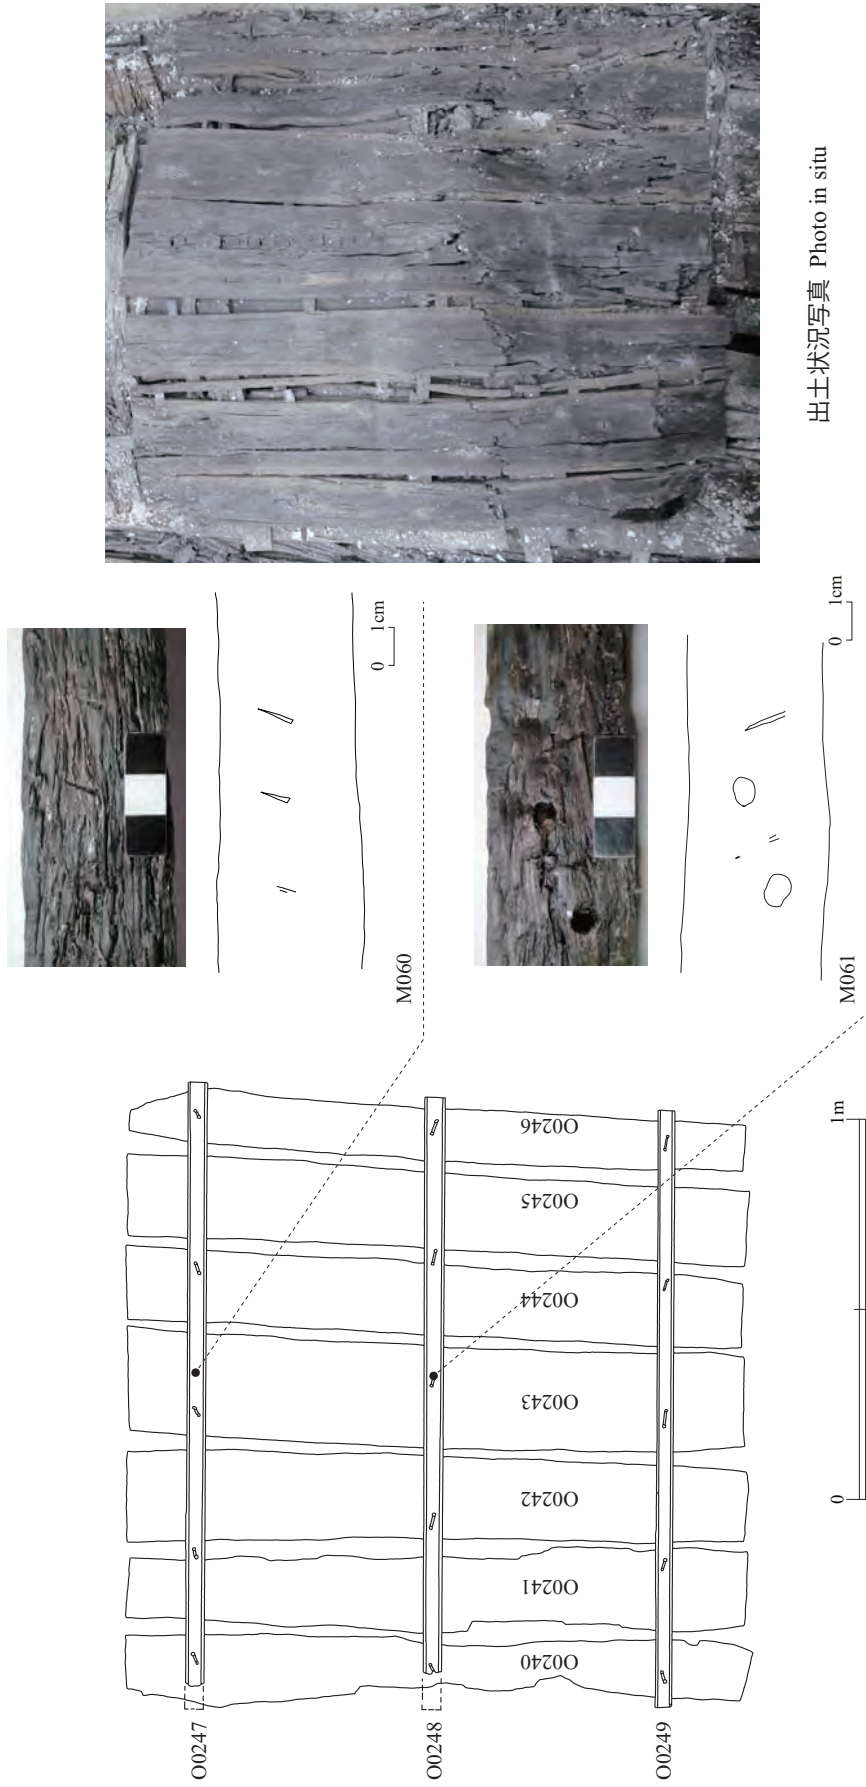 出土状況写真 Photo in situ
0 1cm
M060
0 1cm
M061
O0240
O0241
O0242
O0243
O0244
O0245
O0246
O0247
O0248
O0249
0 1m